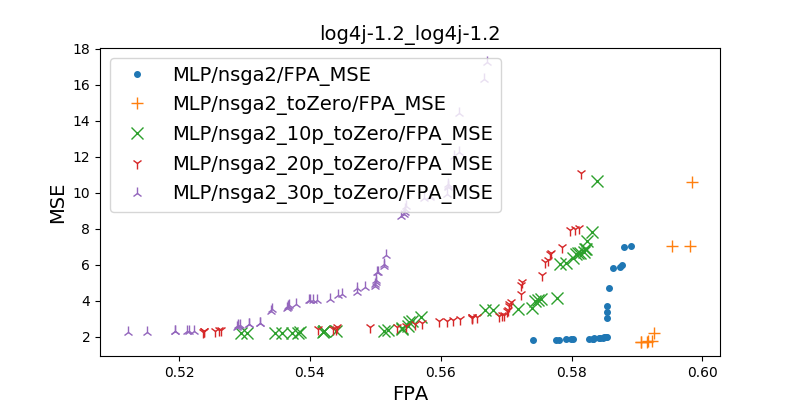 log4j-1.2_log4j-1.2
MSE
18
16
14
12
10
8
6
4
2
MLP/nsga2/FPA_MSE
MLP/nsga2_toZero/FPA_MSE
MLP/nsga2_10p_toZero/FPA_MSE
MLP/nsga2_20p_toZero/FPA_MSE
MLP/nsga2_30p_toZero/FPA_MSE
0.52 0.54 0.56 0.58 0.60
FPA